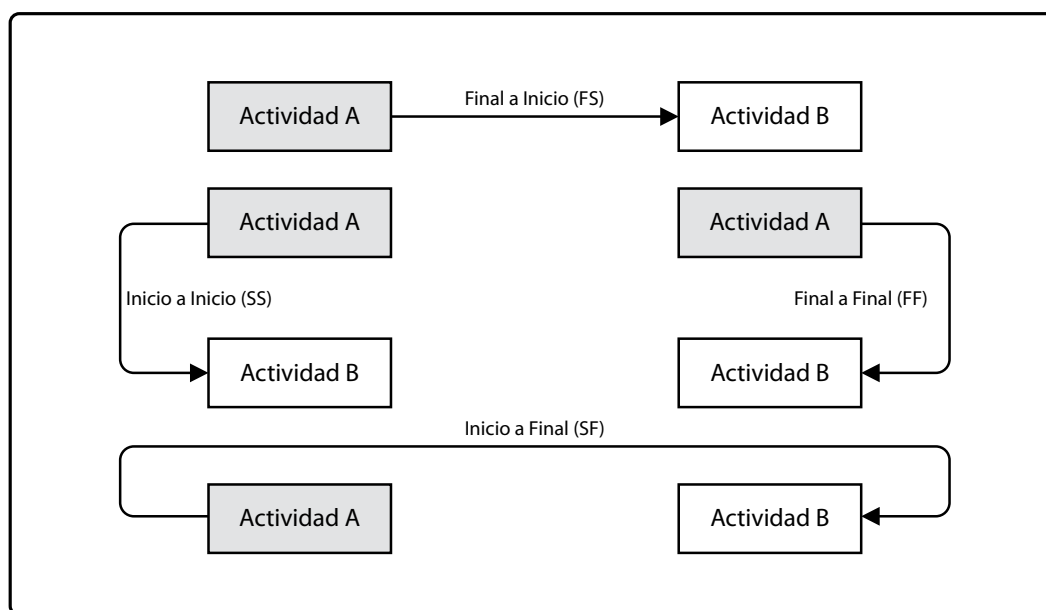 Actividad A
Final a Inicio (FS)
Actividad B
Actividad A
Actividad A
Inicio a Inicio (SS)
Final a Final (FF)
Actividad B
Actividad B
Inicio a Final (SF)
Actividad A
Actividad B